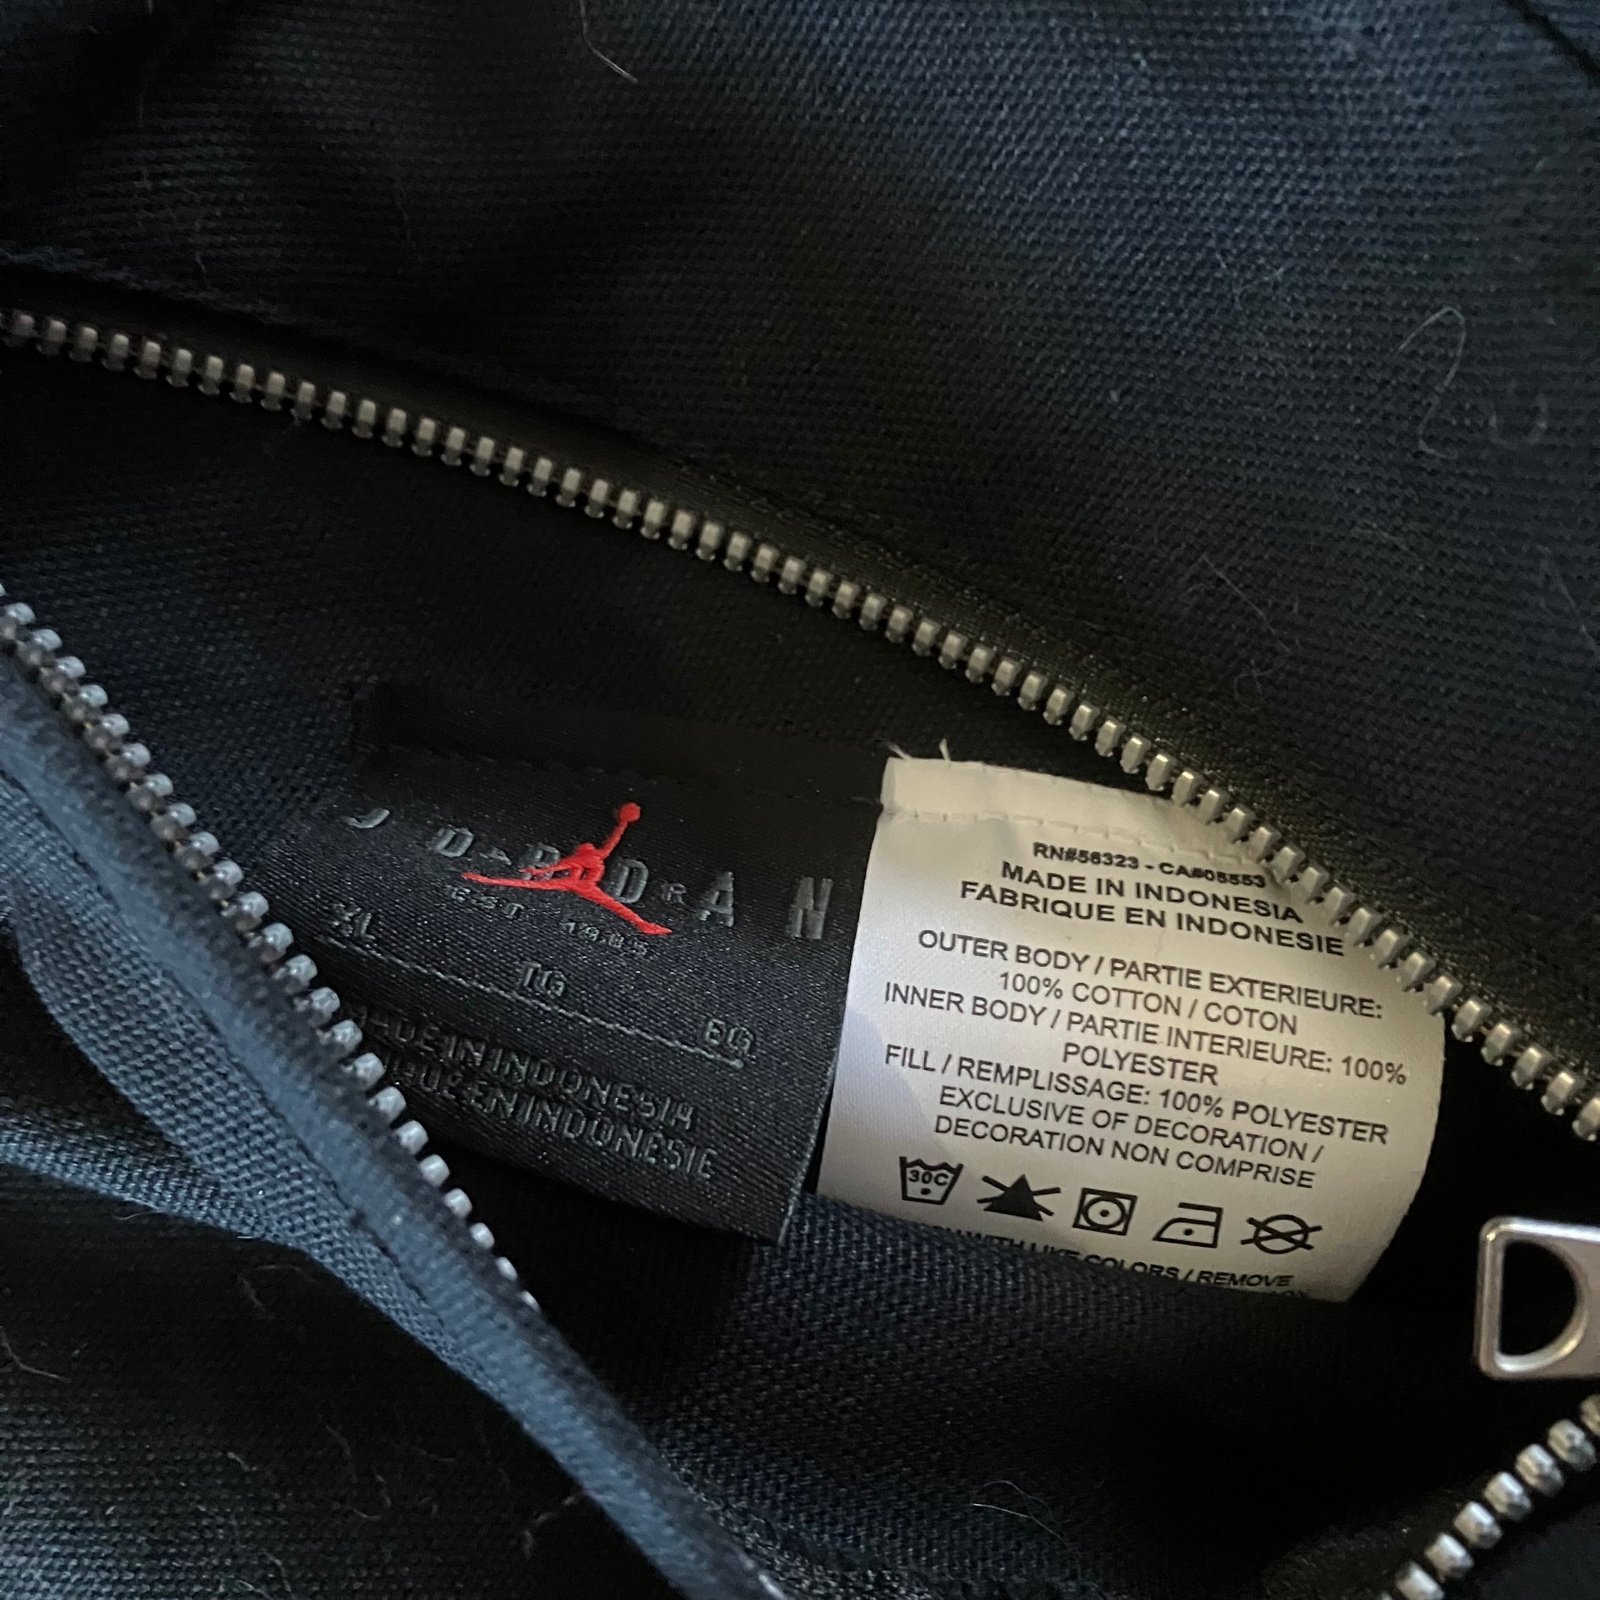 JORDAN
EST 1985
XL
TG
EG
MADE IN INDONESIA
EN INDONESIE
RN#56323 - CA#05553
MADE IN INDONESIA
FABRIQUE EN INDONESIE
OUTER BODY / PARTIE EXTERIEURE:
100% COTTON / COTON
INNER BODY / PARTIE INTERIEURE: 100%
POLYESTER
FILL / REMPLISSAGE: 100% POLYESTER
EXCLUSIVE OF DECORATION /
DECORATION NON COMPRISE
30C
WITH LIKE COLORS / REMOVE